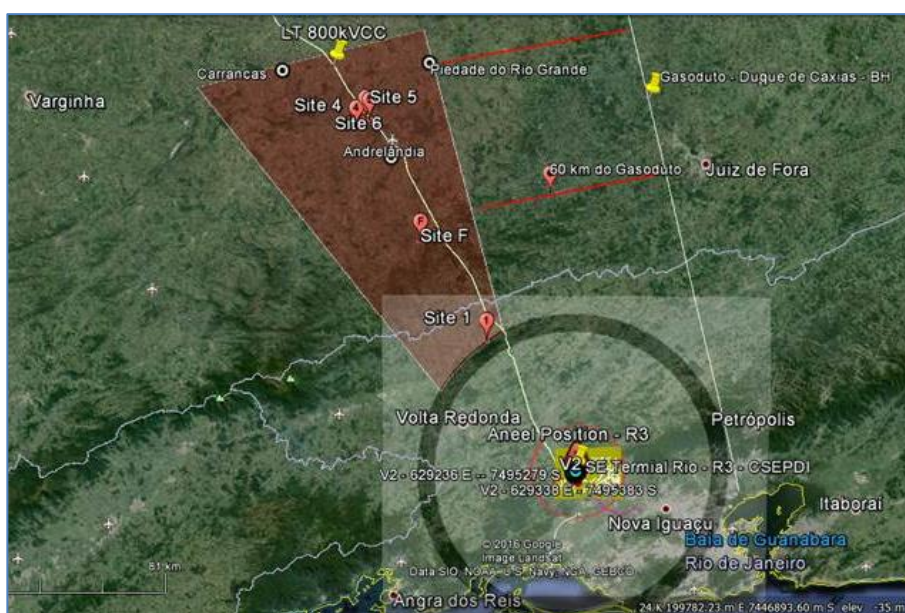 LT 800kVCC
Carrancas
Piedade do Rio Grande
Gasoduto - Duque de Caxias - BH
Varginha
Site 4
Site 5
Site 6
Andrelândia
60 km do Gasoduto
Juiz de Fora
Site F
Site 1
Volta Redonda
Petrópolis
Aneel Position - R3
V2
SE Termial Rio - R3 - CSEPDI
V2 - 629236 E -- 7495279 S
V2 - 629338 E - 7495383 S
Nova Iguaçu
Itaboraí
Baía de Guanabara
Rio de Janeiro
© 2016 Google
Image Landsat
Data SIO, NOAA, U.S. Navy, NGA, GEBCO
81 km
Angra dos Reis
24 K 199782.23 m E 7446893.60 m S elev -35 m